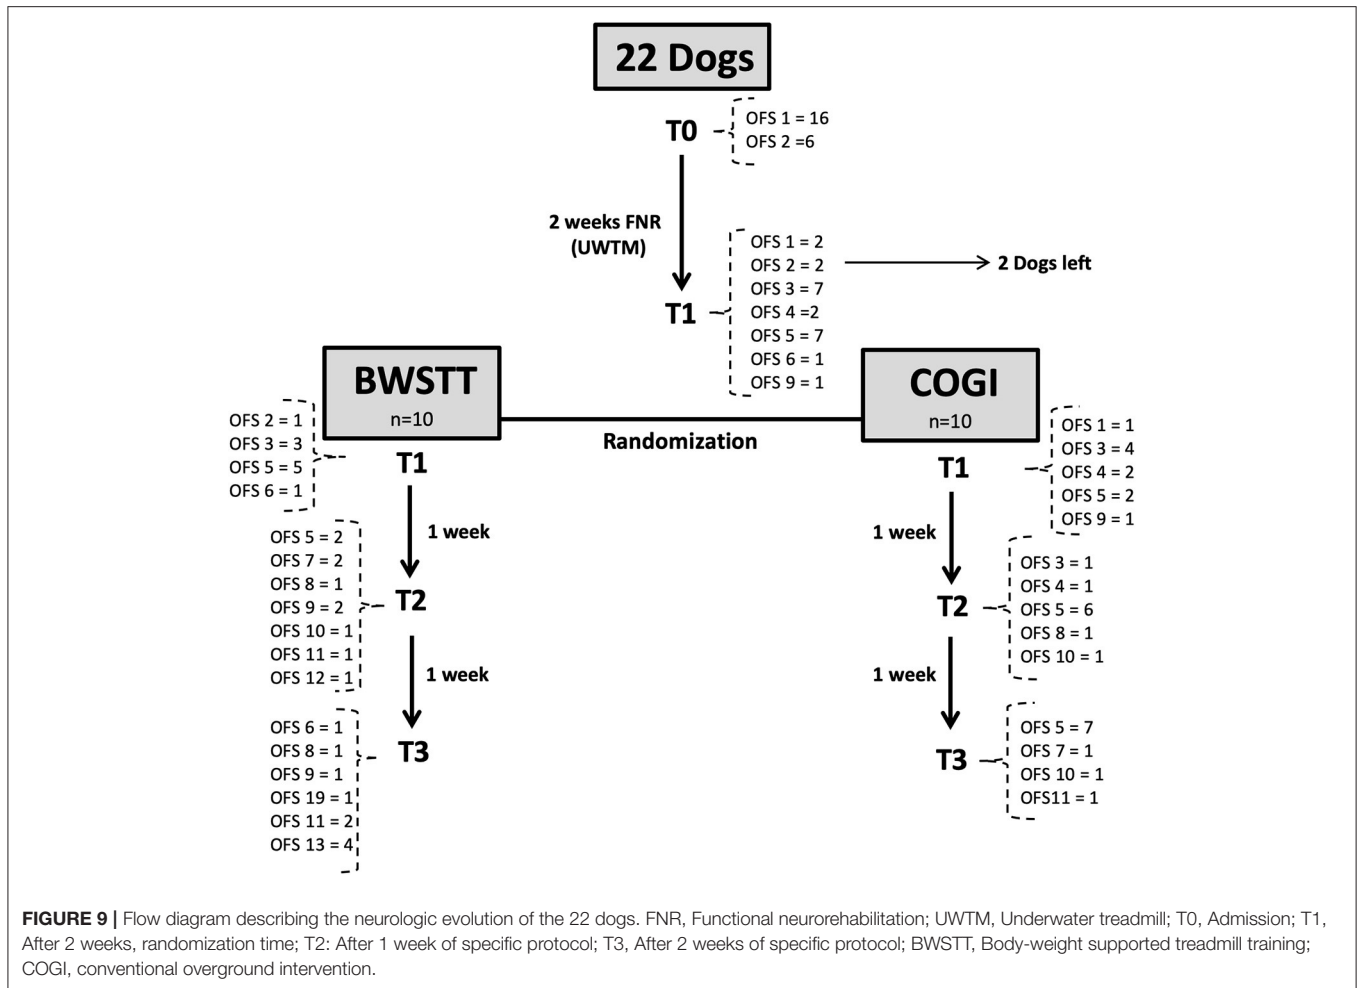 22 Dogs
T0
OFS 1 = 16
OFS 2 =6
2 weeks FNR
(UWTM)
T1
OFS 1 = 2
OFS 2 = 2
OFS 3 = 7
OFS 4 =2
OFS 5 = 7
OFS 6 = 1
OFS 9 = 1
2 Dogs left
BWSTT
n=10
Randomization
COGI
n=10
OFS 2 = 1
OFS 3 = 3
OFS 5 = 5
OFS 6 = 1
T1
1 week
OFS 5 = 2
OFS 7 = 2
OFS 8 = 1
OFS 9 = 2
OFS 10 = 1
OFS 11 = 1
OFS 12 = 1
T2
1 week
OFS 6 = 1
OFS 8 = 1
OFS 9 = 1
OFS 19 = 1
OFS 11 = 2
OFS 13 = 4
T3
T1
OFS 1 = 1
OFS 3 = 4
OFS 4 = 2
OFS 5 = 2
OFS 9 = 1
1 week
T2
OFS 3 = 1
OFS 4 = 1
OFS 5 = 6
OFS 8 = 1
OFS 10 = 1
1 week
T3
OFS 5 = 7
OFS 7 = 1
OFS 10 = 1
OFS11 = 1
FIGURE 9 | Flow diagram describing the neurologic evolution of the 22 dogs. FNR, Functional neurorehabilitation; UWTM, Underwater treadmill; T0, Admission; T1,
After 2 weeks, randomization time; T2: After 1 week of specific protocol; T3, After 2 weeks of specific protocol; BWSTT, Body-weight supported treadmill training;
COGI, conventional overground intervention.